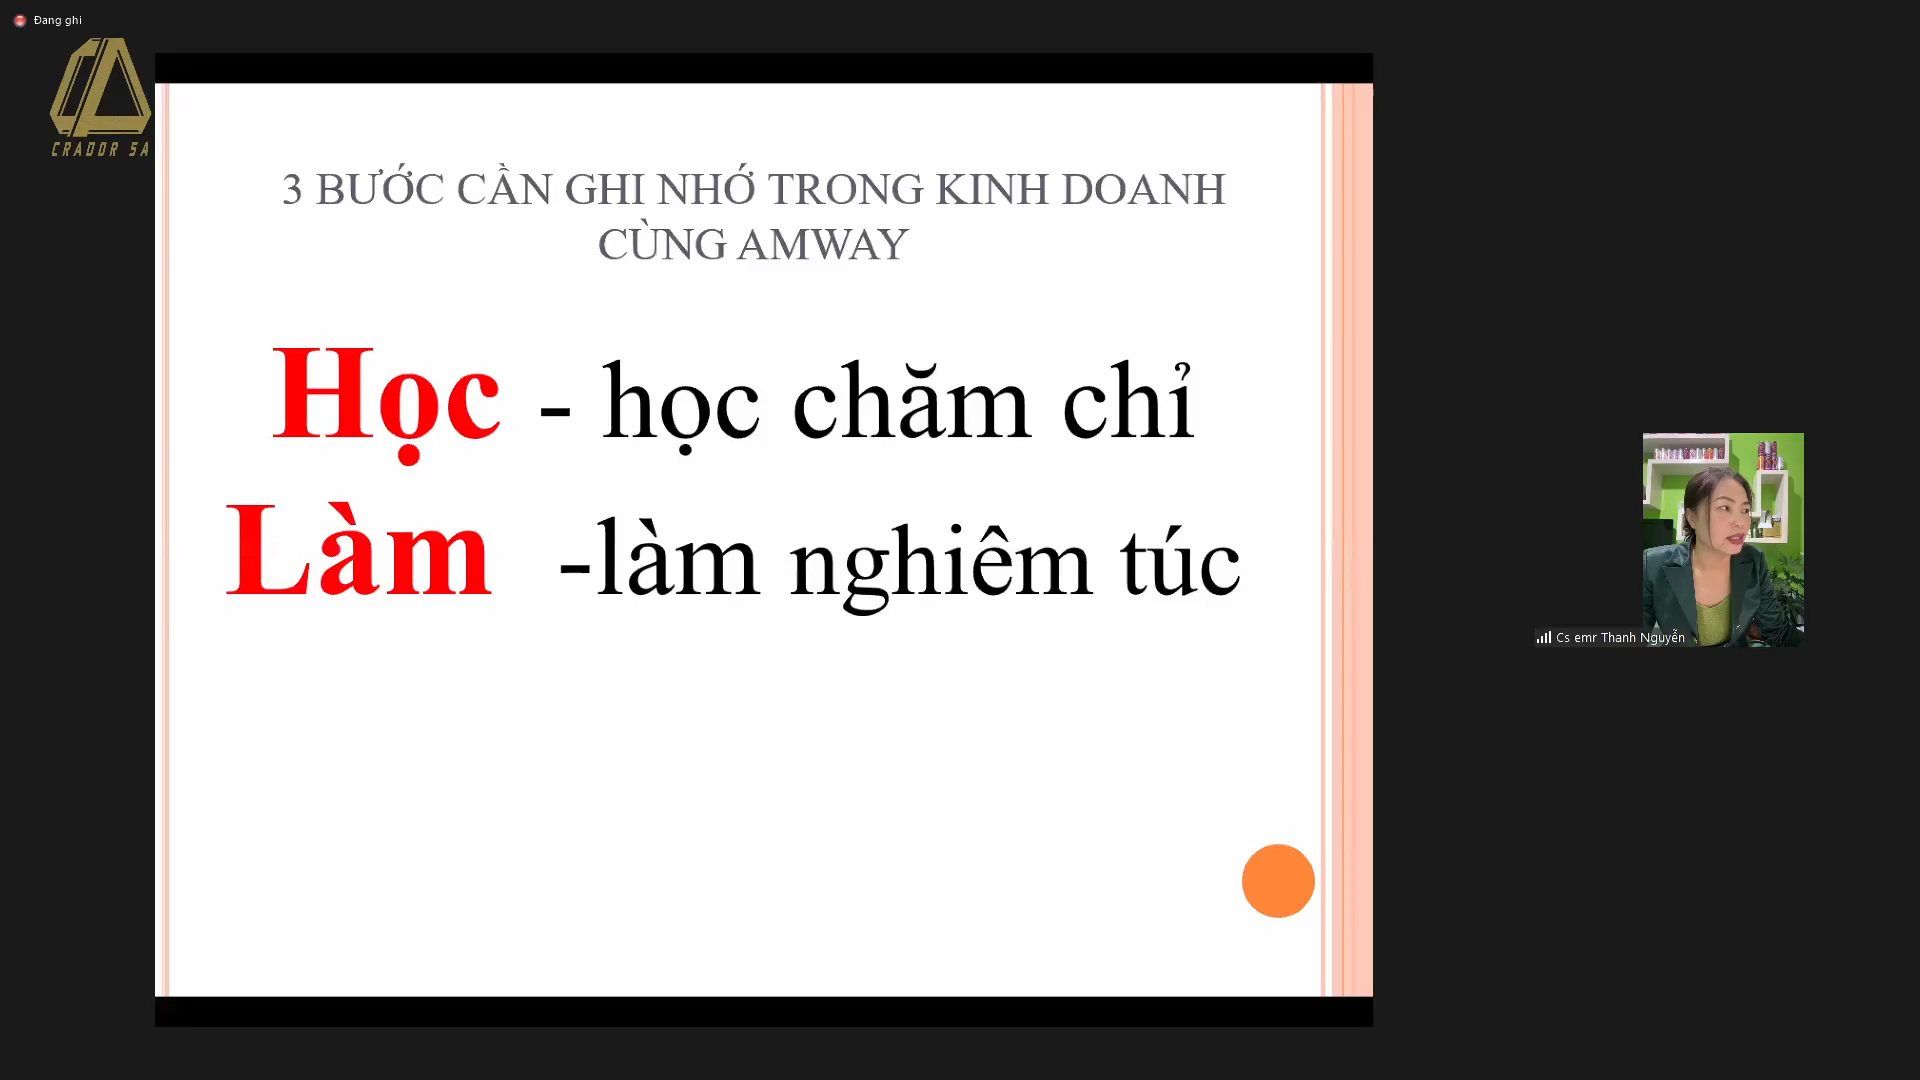 Đang ghi
CRADOR SA
3 BƯỚC CẦN GHI NHỚ TRONG KINH DOANH
CÙNG AMWAY
Học - học chăm chỉ
Làm -làm nghiêm túc
Cs emr Thanh Nguyễn